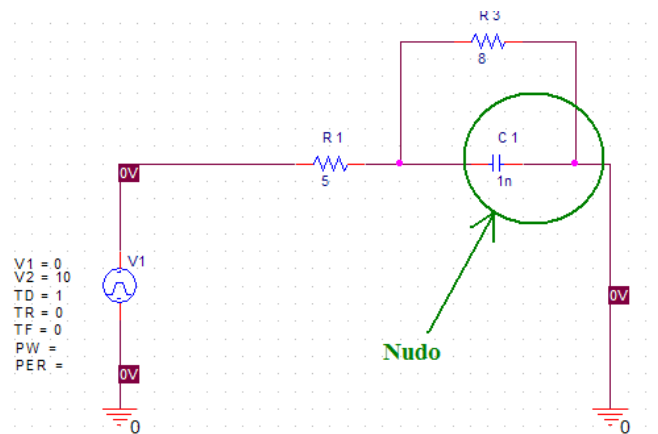 R3
8
R1
5
C1
1n
0V
V1 = 0
V2 = 10
TD = 1
TR = 0
TF = 0
PW =
PER =
V1
0V
Nudo
0V
0
0